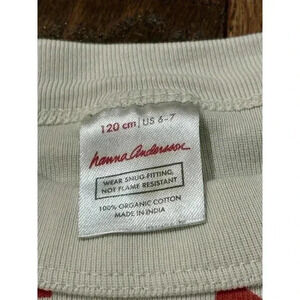 120 cm | US 6-7
hanna andersson
WEAR SNUG-FITTING,
NOT FLAME RESISTANT
100% ORGANIC COTTON
MADE IN INDIA